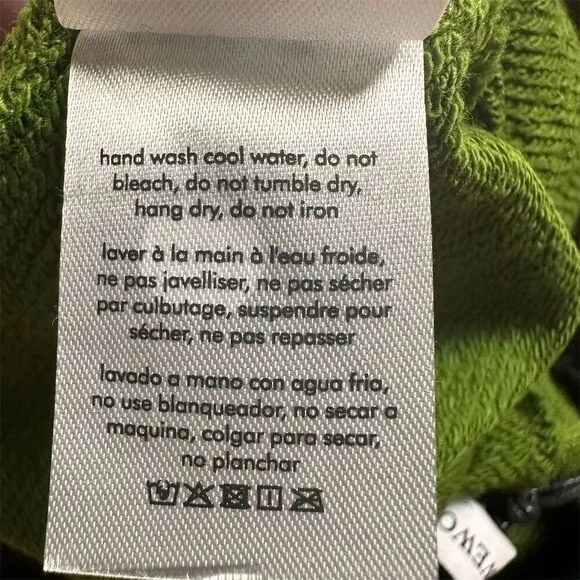 hand wash cool water, do not
bleach, do not tumble dry,
hang dry, do not iron
laver à la main à l'eau froide,
ne pas javelliser, ne pas sécher
par culbutage, suspendre pour
sécher, ne pas repasser
lavado a mano con agua fria,
no use blanqueador, no secar a
maquina, colgar para secar,
no planchar